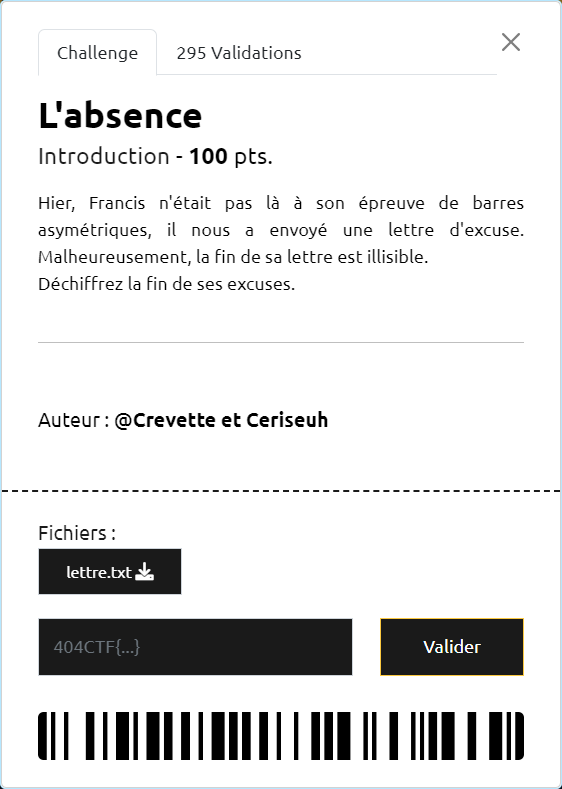 Challenge
295 Validations
L'absence
Introduction - 100 pts.
Hier, Francis n'était pas là à son épreuve de barres
asymétriques, il nous a envoyé une lettre d'excuse.
Malheureusement, la fin de sa lettre est illisible.
Déchiffrez la fin de ses excuses.
Auteur : @Crevette et Ceriseuh
Fichiers :
lettre.txt
404CTF{...}
Valider